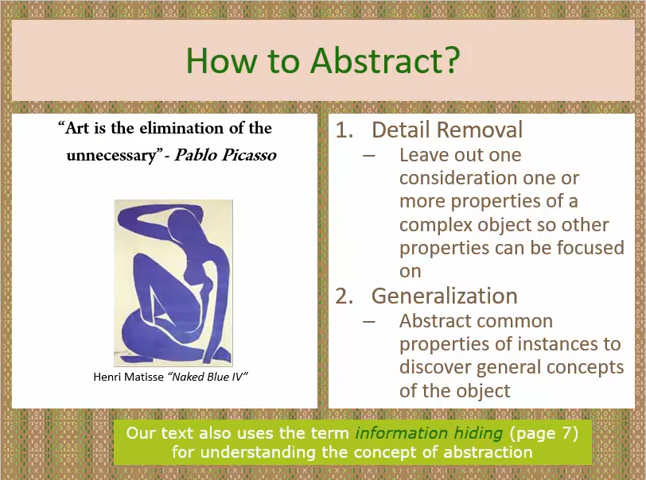 How to Abstract?
“Art is the elimination of the
unnecessary”- Pablo Picasso
Henri Matisse “Naked Blue IV”
1. Detail Removal
– Leave out one
consideration one or
more properties of a
complex object so other
properties can be focused
on
2. Generalization
– Abstract common
properties of instances to
discover general concepts
of the object
Our text also uses the term information hiding (page 7)
for understanding the concept of abstraction